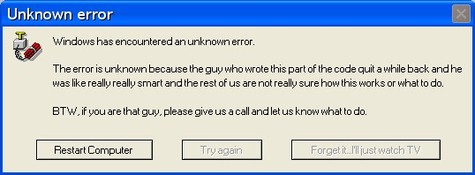 Unknown error
Windows has encountered an unknown error.
The error is unknown because the guy who wrote this part of the code quit a while back and he
was like really really smart and the rest of us are not really sure how this works or what to do.
BTW, if you are that guy, please give us a call and let us know what to do.
Restart Computer
Try again
Forget it...I'll just watch TV